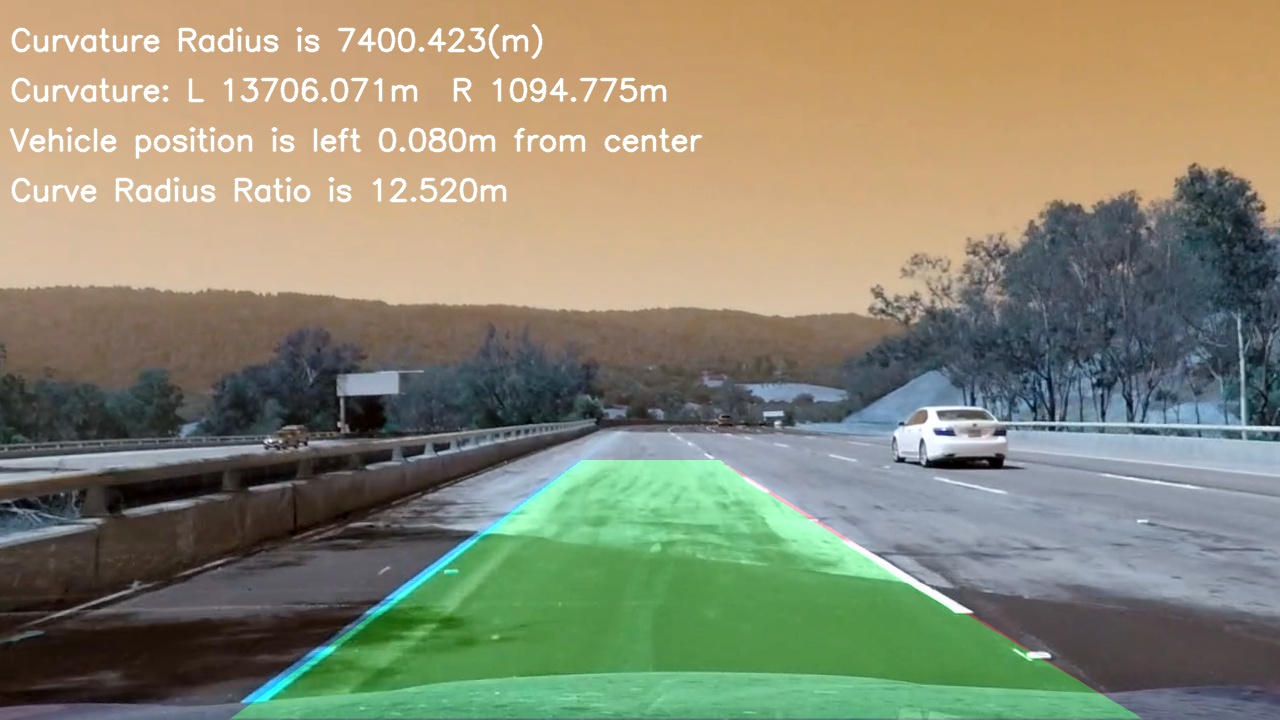 Curvature Radius is 7400.423(m)
Curvature: L 13706.071m R 1094.775m
Vehicle position is left 0.080m from center
Curve Radius Ratio is 12.520m